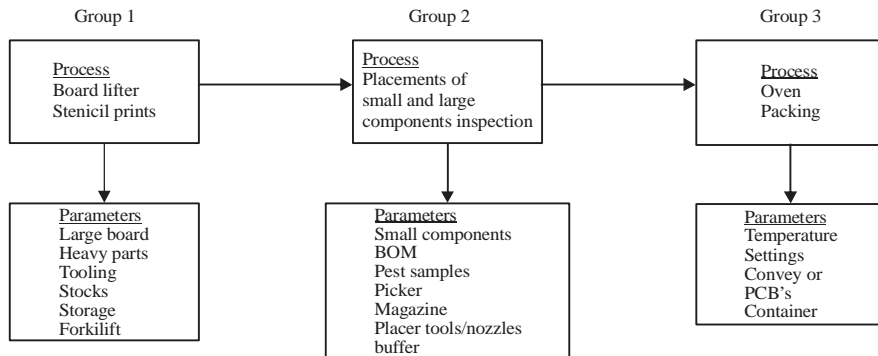 Group 1
Group 2
Group 3
Process
Board lifter
Stenicil prints
Process
Placements of
small and large
components inspection
Process
Oven
Packing
Parameters
Large board
Heavy parts
Tooling
Stocks
Storage
Forkilift
Parameters
Small components
BOM
Pest samples
Picker
Magazine
Placer tools/nozzles
buffer
Parameters
Temperature
Settings
Convey or
PCB's
Container